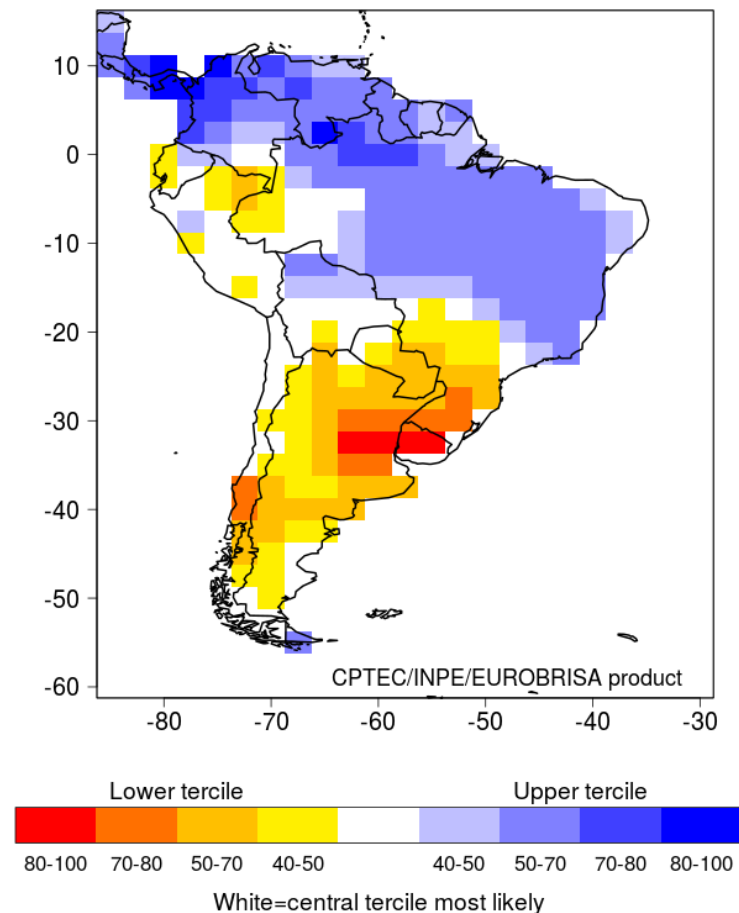 10
0
-10
-20
-30
-40
-50
-60
CPTEC/INPE/EUROBRISA product
-80 -70 -60 -50 -40 -30
Lower tercile Upper tercile
80-100 70-80 50-70 40-50 40-50 50-70 70-80 80-100
White=central tercile most likely